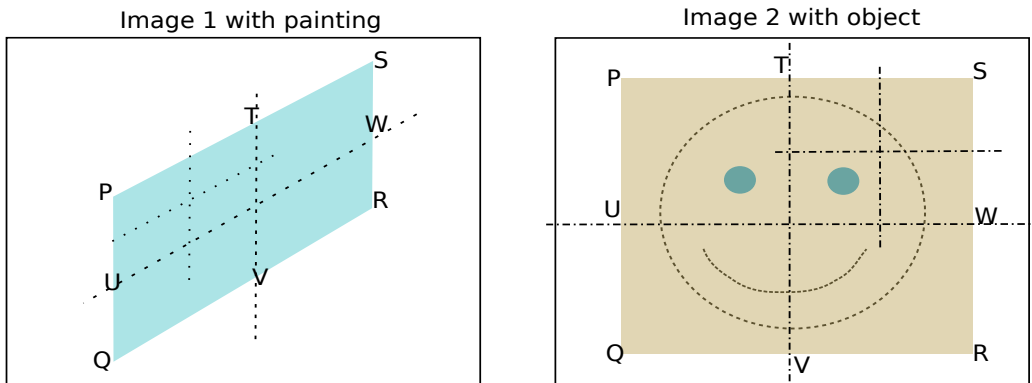 Image 1 with painting
S
T
W
P
R
U
V
Q
Image 2 with object
T
P
S
U
W
Q
R
V